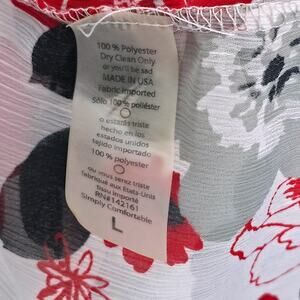 100 % Polyester
Dry Clean Only
or you'll be sad
MADE IN USA
Fabric Imported
Sólo 100 % poliéster
o estarás triste
hecho en los
estados unidos
tejido importado
100 % polyester
ou vous serez triste
fabriqué aux États-Unis
tissu importé
RN#142161
Simply Comfortable
L